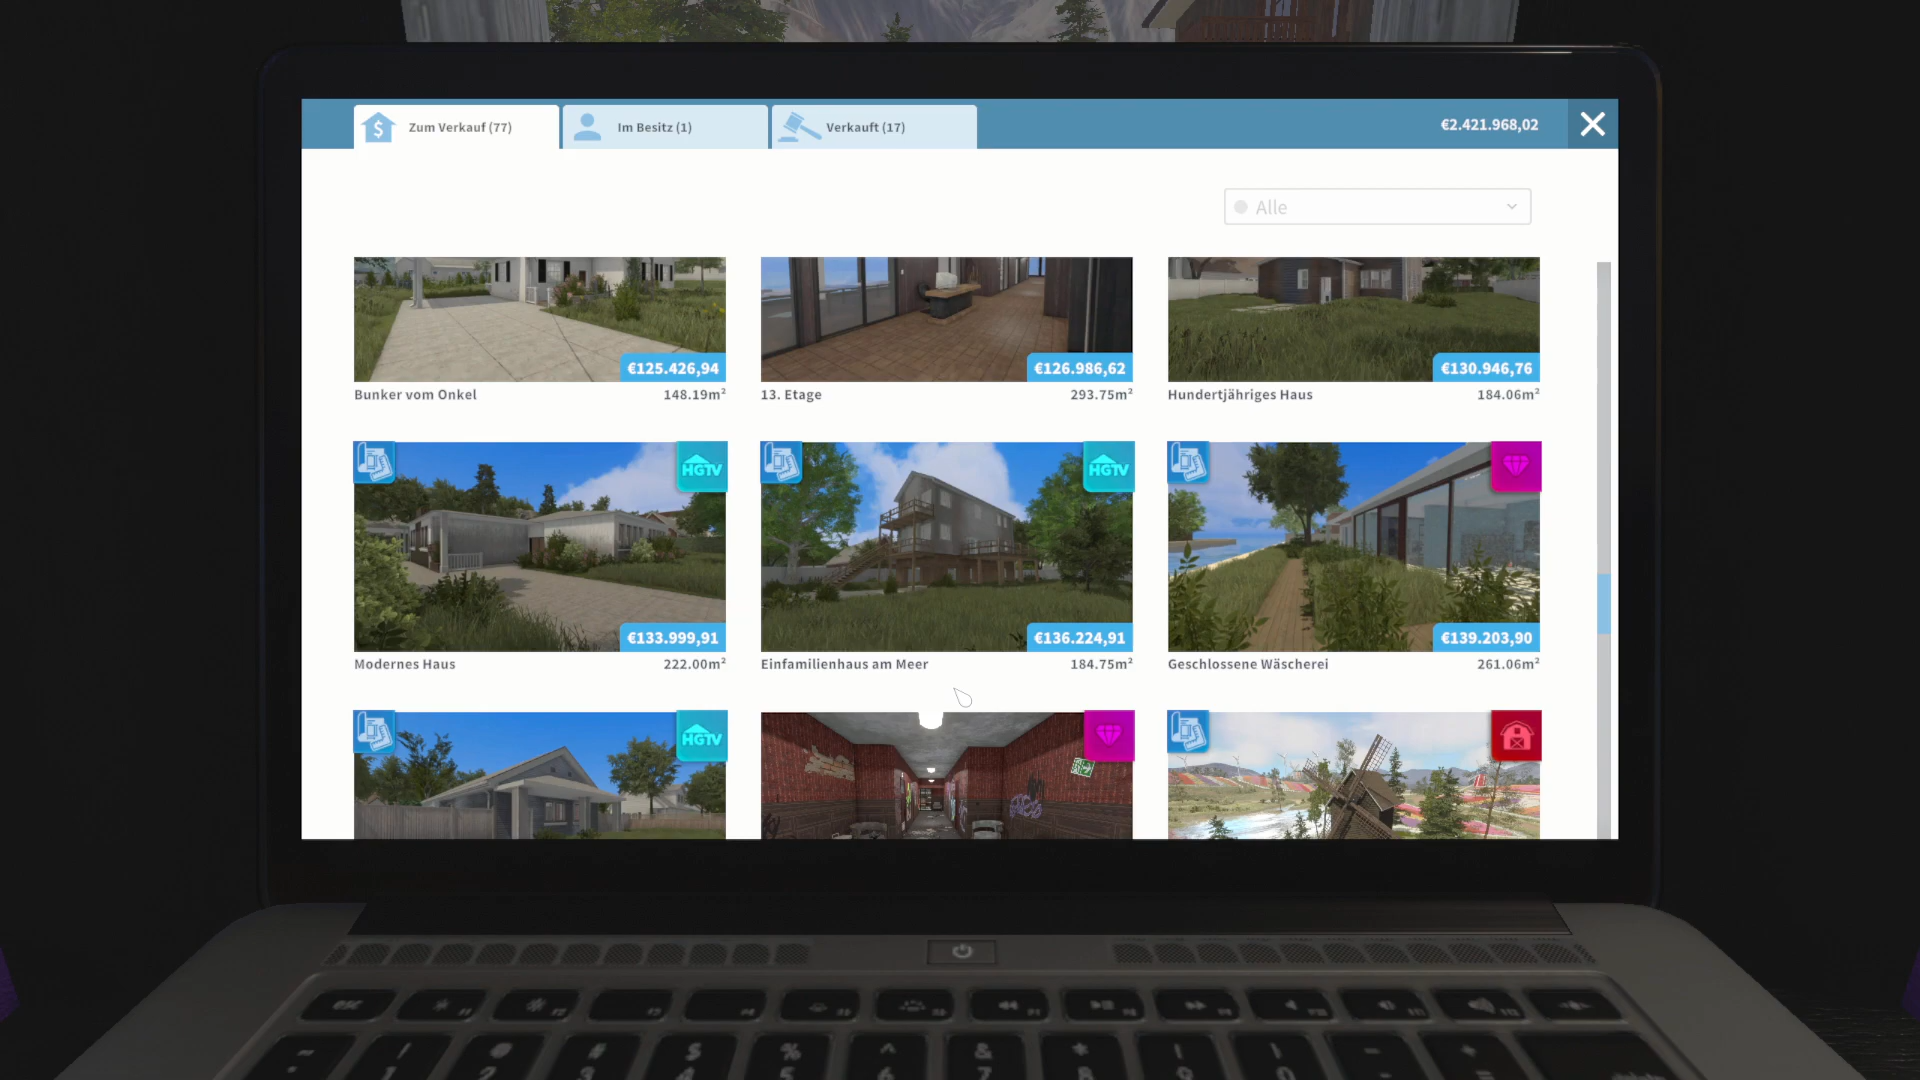 Zum Verkauf (77)
Im Besitz (1)
Verkauft (17)
€2.421.968,02
Alle
€125.426,94
€126.986,62
€130.946,76
Bunker vom Onkel
148.19m²
13. Etage
293.75m²
Hundertjähriges Haus
184.06m²
HGTV
HGTV
€133.999,91
€136.224,91
€139.203,90
Modernes Haus
222.00m²
Einfamilienhaus am Meer
184.75m²
Geschlossene Wäscherei
261.06m²
HGTV
esc